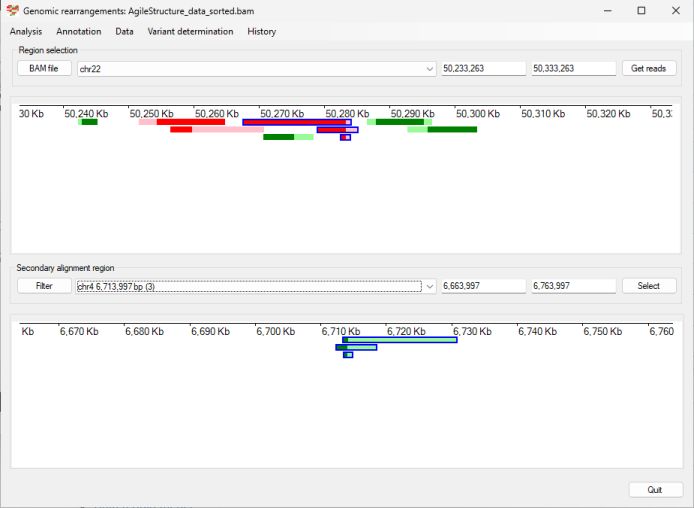 Genomic rearrangements: AgileStructure_data_sorted.bam
Analysis Annotation Data Variant determination History
Region selection
BAM file chr22 50,233,263 50,333,263 Get reads
30 Kb 50,240 Kb 50,250 Kb 50,260 Kb 50,270 Kb 50,280 Kb 50,290 Kb 50,300 Kb 50,310 Kb 50,320 Kb 50,3
Secondary alignment region
Filter chr4 6,713,997 bp (3) 6,663,997 6,763,997 Select
Kb 6,670 Kb 6,680 Kb 6,690 Kb 6,700 Kb 6,710 Kb 6,720 Kb 6,730 Kb 6,740 Kb 6,750 Kb 6,760
Quit